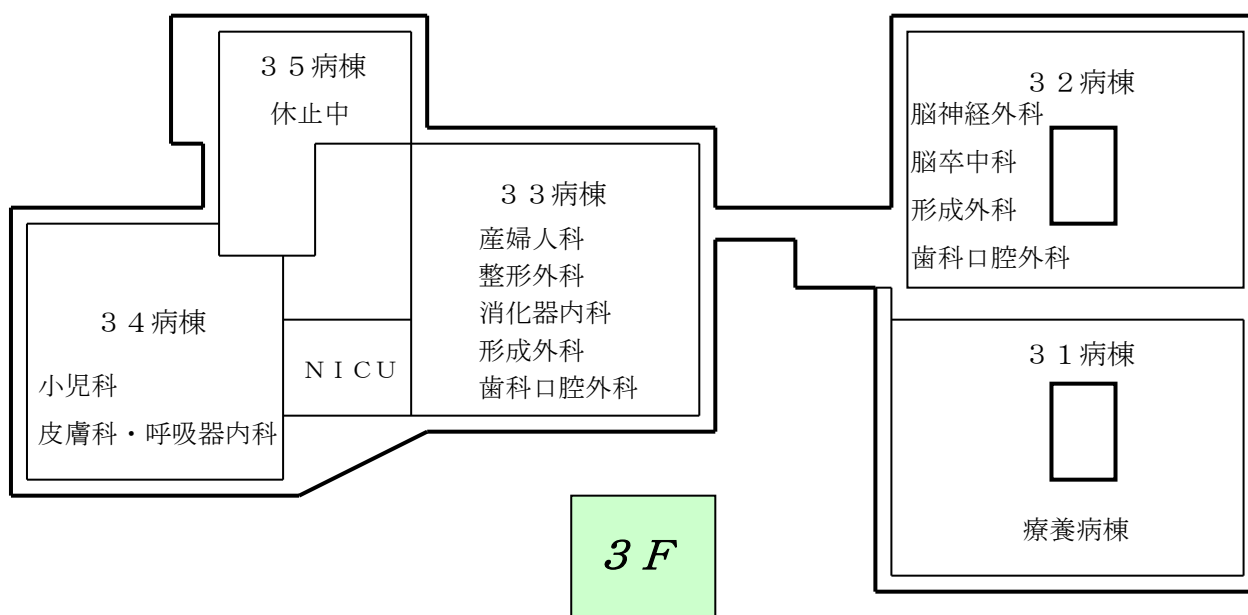 ３５病棟
休止中
３４病棟
小児科
皮膚科・呼吸器内科
ＮＩＣＵ
３３病棟
産婦人科
整形外科
消化器内科
形成外科
歯科口腔外科
３２病棟
脳神経外科
脳卒中科
形成外科
歯科口腔外科
３１病棟
療養病棟
３Ｆ